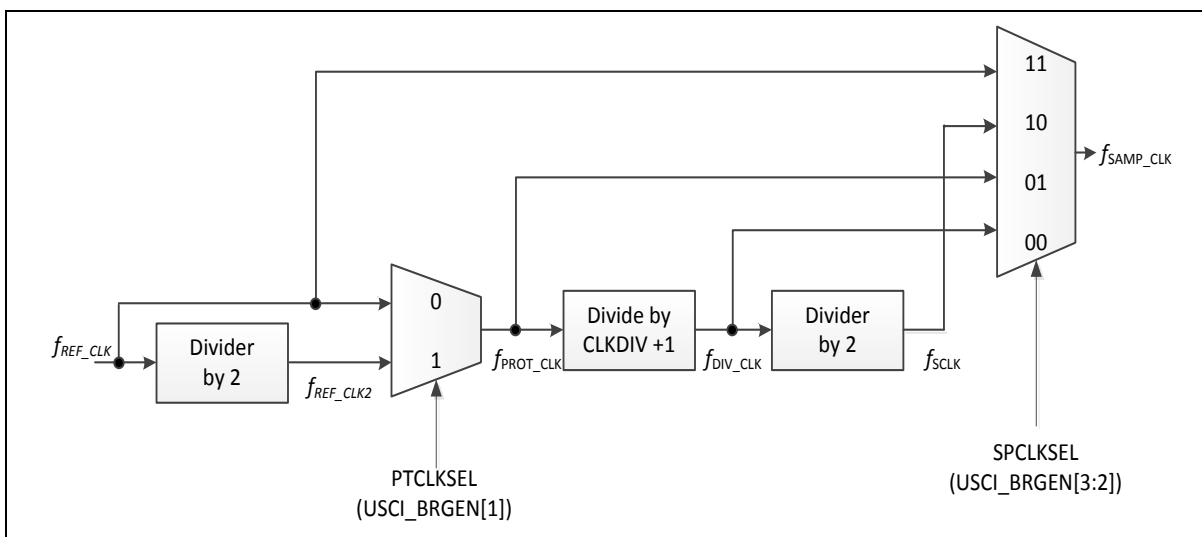 11
10
f_SAMP_CLK
01
00
0
Divide by
CLKDIV +1
Divider
by 2
f_REF_CLK
Divider
by 2
1
f_PROT_CLK
f_DIV_CLK
f_SCLK
f_REF_CLK2
PTCLKSEL
(USCI_BRGEN[1])
SPCLKSEL
(USCI_BRGEN[3:2])